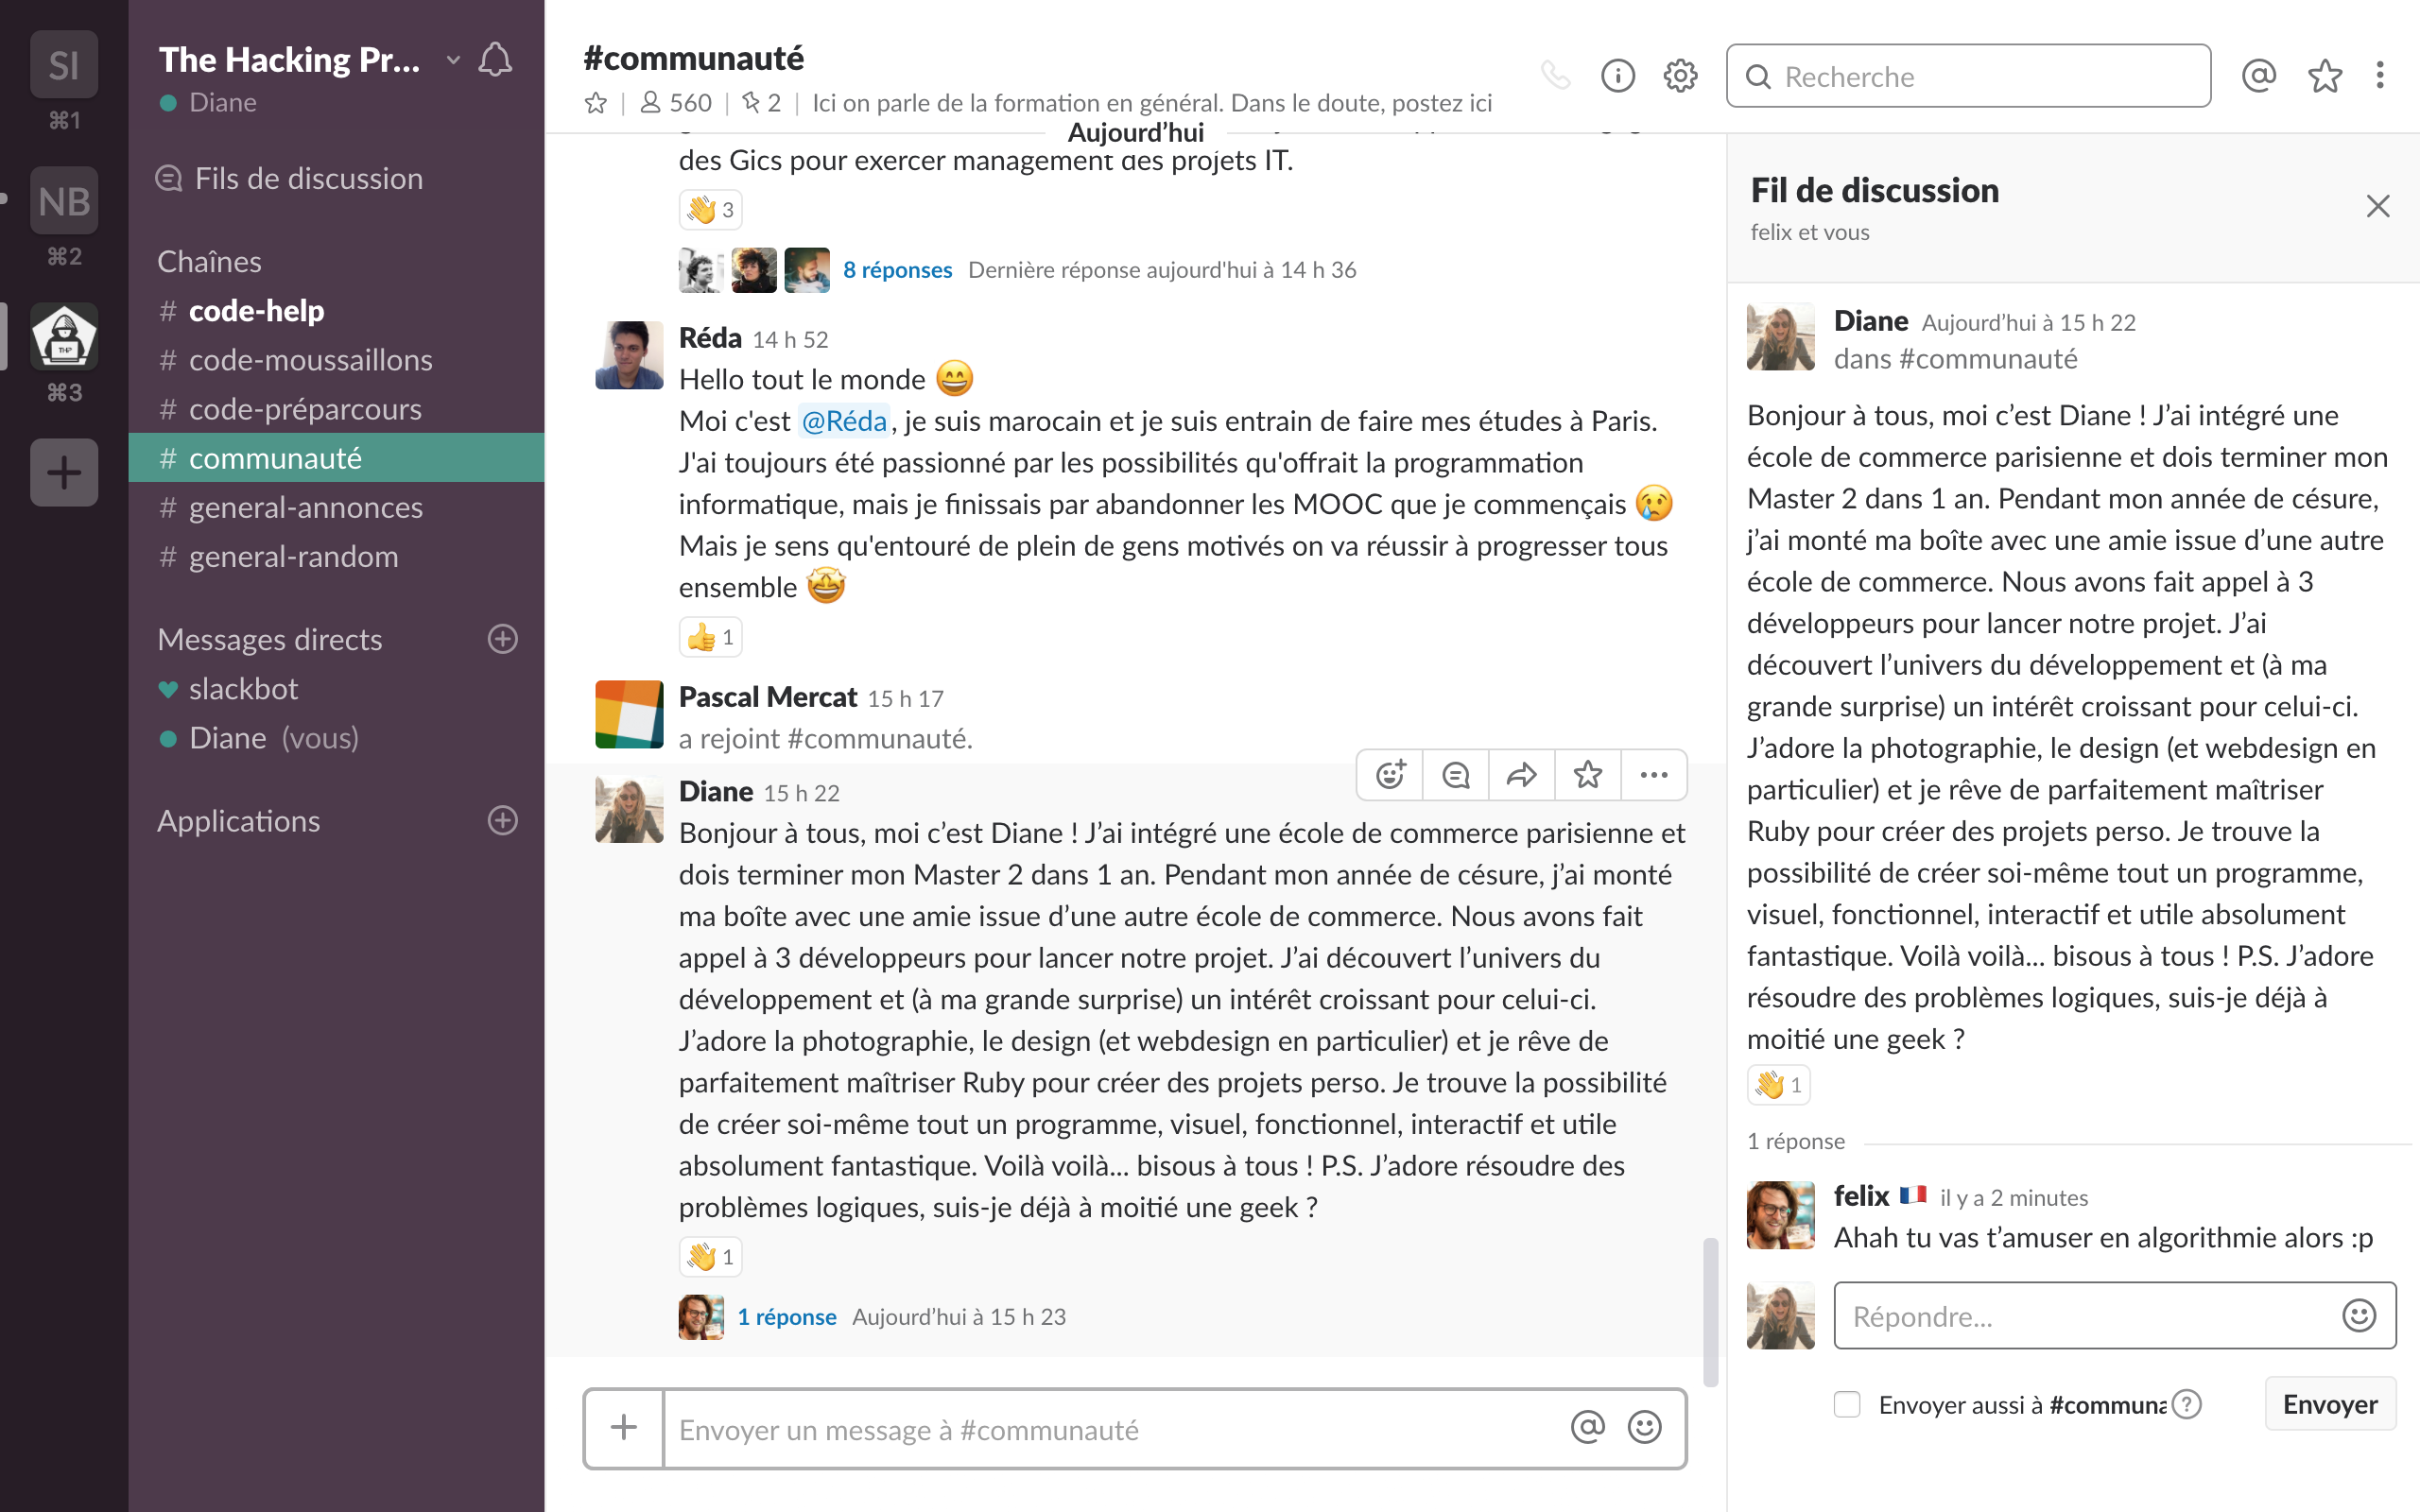 SI
⌘1
NB
⌘2
THP
⌘3
The Hacking Pr...
Diane
Fils de discussion
Chaînes
# code-help
# code-moussaillons
# code-préparcours
# communauté
# general-annonces
# general-random
Messages directs
slackbot
Diane (vous)
Applications
#communauté
560 | 2 | Ici on parle de la formation en général. Dans le doute, postez ici
Recherche
Aujourd’hui
des Gics pour exercer management des projets IT.
3
8 réponses Dernière réponse aujourd'hui à 14 h 36
Réda 14 h 52
Hello tout le monde 😄
Moi c'est @Réda, je suis marocain et je suis entrain de faire mes études à Paris.
J'ai toujours été passionné par les possibilités qu'offrait la programmation
informatique, mais je finissais par abandonner les MOOC que je commençais 😢
Mais je sens qu'entouré de plein de gens motivés on va réussir à progresser tous
ensemble 🤩
1
Pascal Mercat 15 h 17
a rejoint #communauté.
Diane 15 h 22
Bonjour à tous, moi c’est Diane ! J’ai intégré une école de commerce parisienne et
dois terminer mon Master 2 dans 1 an. Pendant mon année de césure, j’ai monté
ma boîte avec une amie issue d’une autre école de commerce. Nous avons fait
appel à 3 développeurs pour lancer notre projet. J’ai découvert l’univers du
développement et (à ma grande surprise) un intérêt croissant pour celui-ci.
J’adore la photographie, le design (et webdesign en particulier) et je rêve de
parfaitement maîtriser Ruby pour créer des projets perso. Je trouve la possibilité
de créer soi-même tout un programme, visuel, fonctionnel, interactif et utile
absolument fantastique. Voilà voilà... bisous à tous ! P.S. J’adore résoudre des
problèmes logiques, suis-je déjà à moitié une geek ?
1
1 réponse Aujourd’hui à 15 h 23
Envoyer un message à #communauté
Fil de discussion
felix et vous
Diane Aujourd’hui à 15 h 22
dans #communauté
Bonjour à tous, moi c’est Diane ! J’ai intégré une
école de commerce parisienne et dois terminer mon
Master 2 dans 1 an. Pendant mon année de césure,
j’ai monté ma boîte avec une amie issue d’une autre
école de commerce. Nous avons fait appel à 3
développeurs pour lancer notre projet. J’ai
découvert l’univers du développement et (à ma
grande surprise) un intérêt croissant pour celui-ci.
J’adore la photographie, le design (et webdesign en
particulier) et je rêve de parfaitement maîtriser
Ruby pour créer des projets perso. Je trouve la
possibilité de créer soi-même tout un programme,
visuel, fonctionnel, interactif et utile absolument
fantastique. Voilà voilà... bisous à tous ! P.S. J’adore
résoudre des problèmes logiques, suis-je déjà à
moitié une geek ?
1
1 réponse
felix il y a 2 minutes
Ahah tu vas t’amuser en algorithmie alors :p
Répondre...
Envoyer aussi à #communa
Envoyer